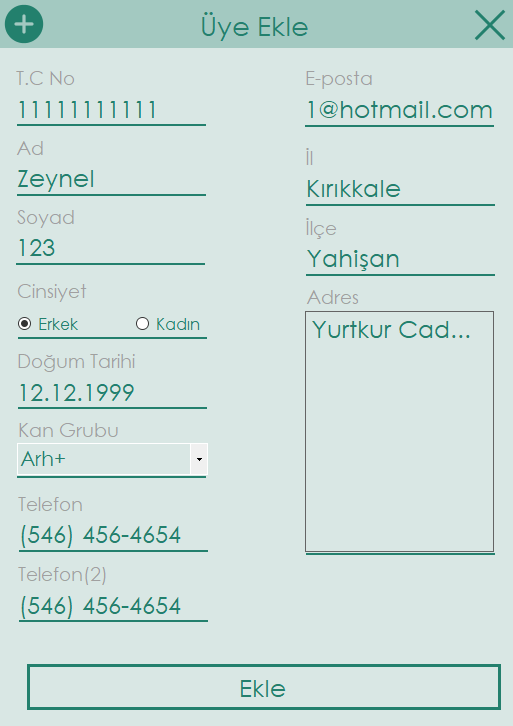 Üye Ekle
T.C No
11111111111
Ad
Zeynel
Soyad
123
Cinsiyet
Erkek Kadın
Doğum Tarihi
12.12.1999
Kan Grubu
Arh+
Telefon
(546) 456-4654
Telefon(2)
(546) 456-4654
E-posta
1@hotmail.com
İl
Kırıkkale
İlçe
Yahişan
Adres
Yurtkur Cad...
Ekle